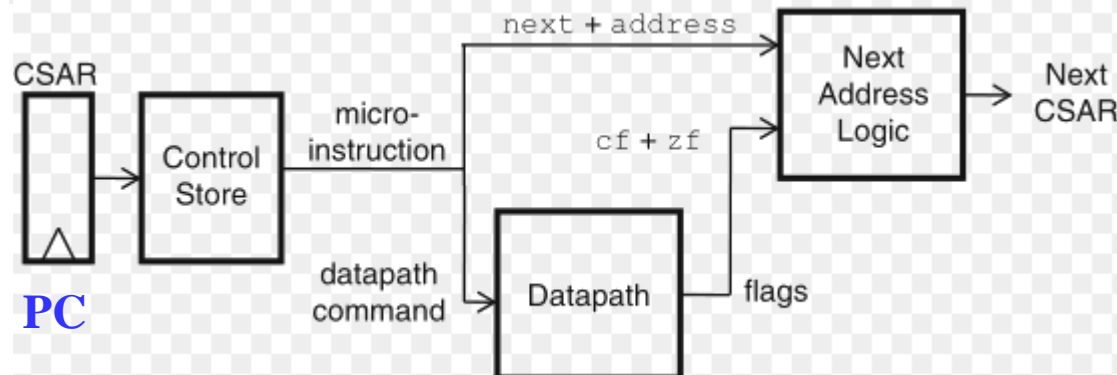 next + address
CSAR
Next
Address
Logic
Next
CSAR
micro-
instruction
Control
Store
cf + zf
datapath
command
Datapath
flags
PC